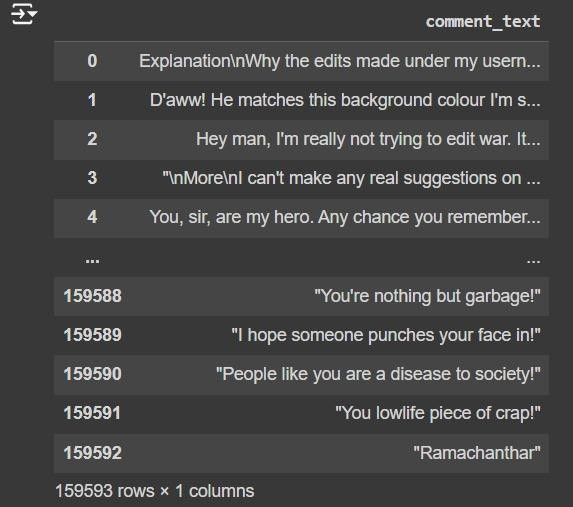 comment_text
0 Explanation\nWhy the edits made under my usern...
1 D'aww! He matches this background colour I'm s...
2 Hey man, I'm really not trying to edit war. It...
3 "\nMore\nI can't make any real suggestions on ...
4 You, sir, are my hero. Any chance you remember...
... ...
159588 "You're nothing but garbage!"
159589 "I hope someone punches your face in!"
159590 "People like you are a disease to society!"
159591 "You lowlife piece of crap!"
159592 "Ramachanthar"
159593 rows × 1 columns